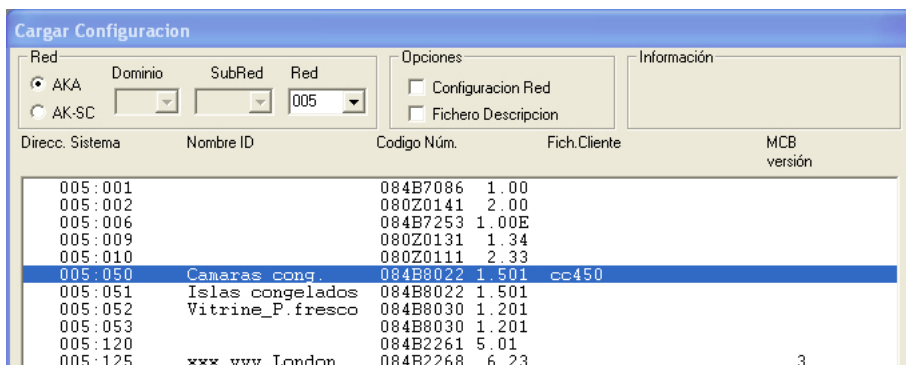 Cargar Configuracion
Red
Opciones
Información
AKA
Dominio
SubRed
Red
Configuracion Red
AK-SC
005
Fichero Descripcion
Direcc. Sistema Nombre ID Codigo Núm. Fich.Cliente MCB versión
005:001 084B7086 1.00
005:002 080Z0141 2.00
005:006 084B7253 1.00E
005:009 080Z0131 1.34
005:010 080Z0111 2.33
005:050 Camaras cong. 084B8022 1.501 cc450
005:051 Islas congelados 084B8022 1.501
005:052 Vitrine_P.fresco 084B8030 1.201
005:053 084B8030 1.201
005:120 084B2261 5.01
005:125 xxx yyy London 084B2268 6.23 3